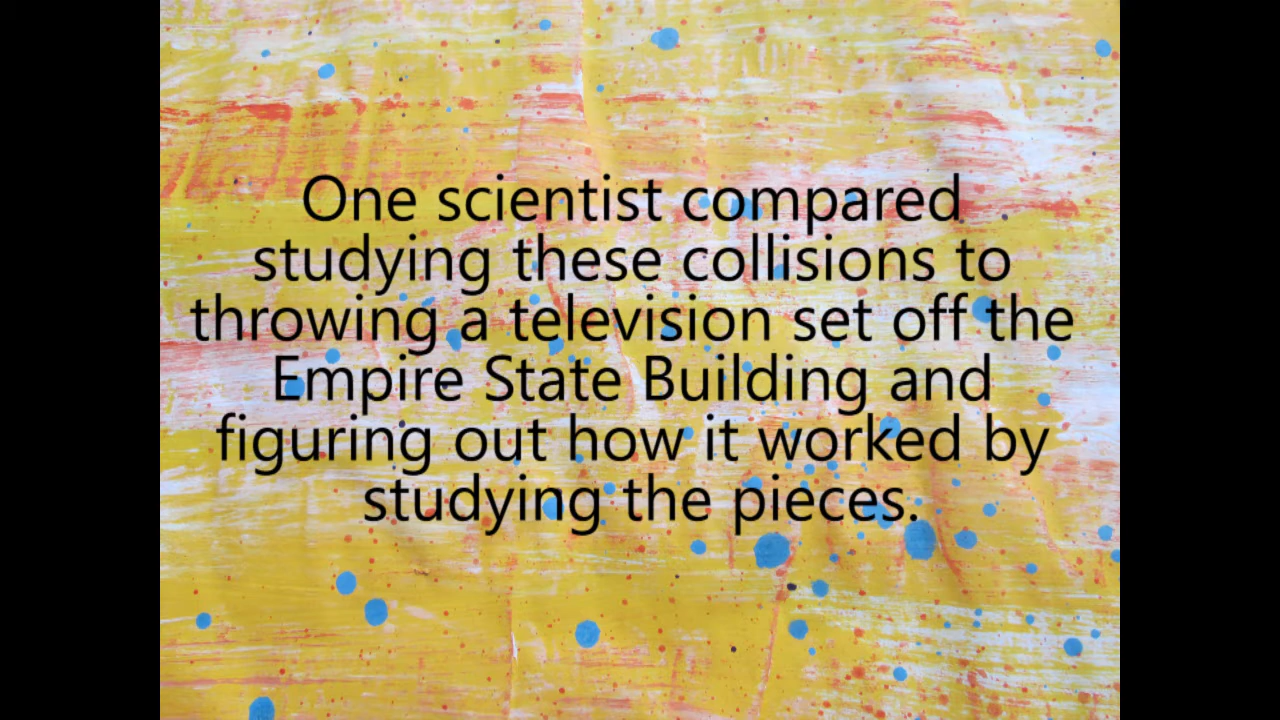 One scientist compared
studying these collisions to
throwing a television set off the
Empire State Building and
figuring out how it worked by
studying the pieces.